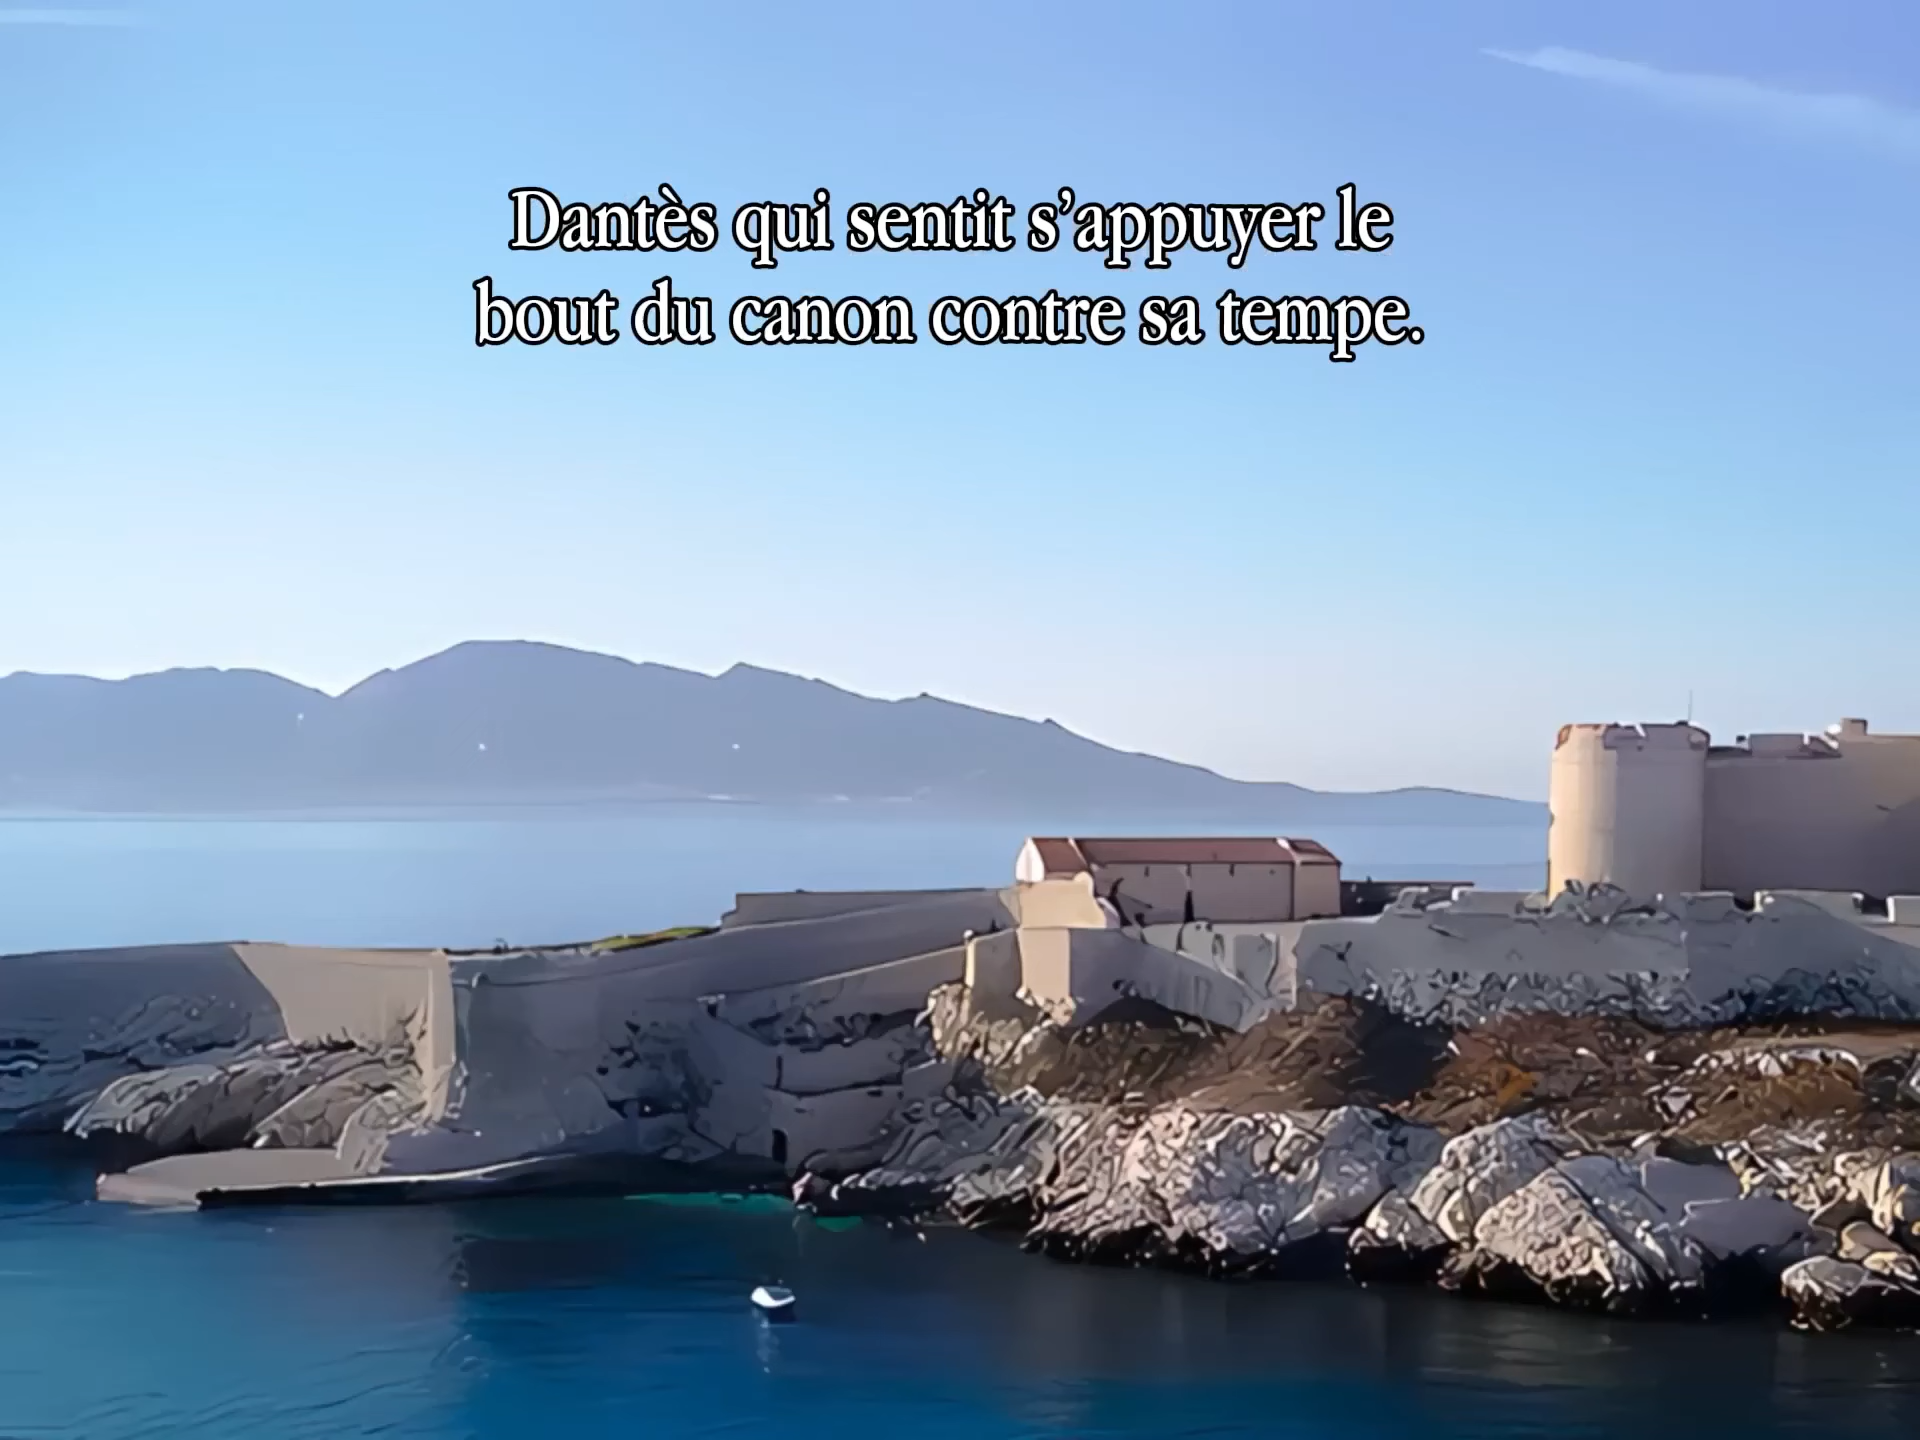 Dantès qui sentit s’appuyer le
bout du canon contre sa tempe.